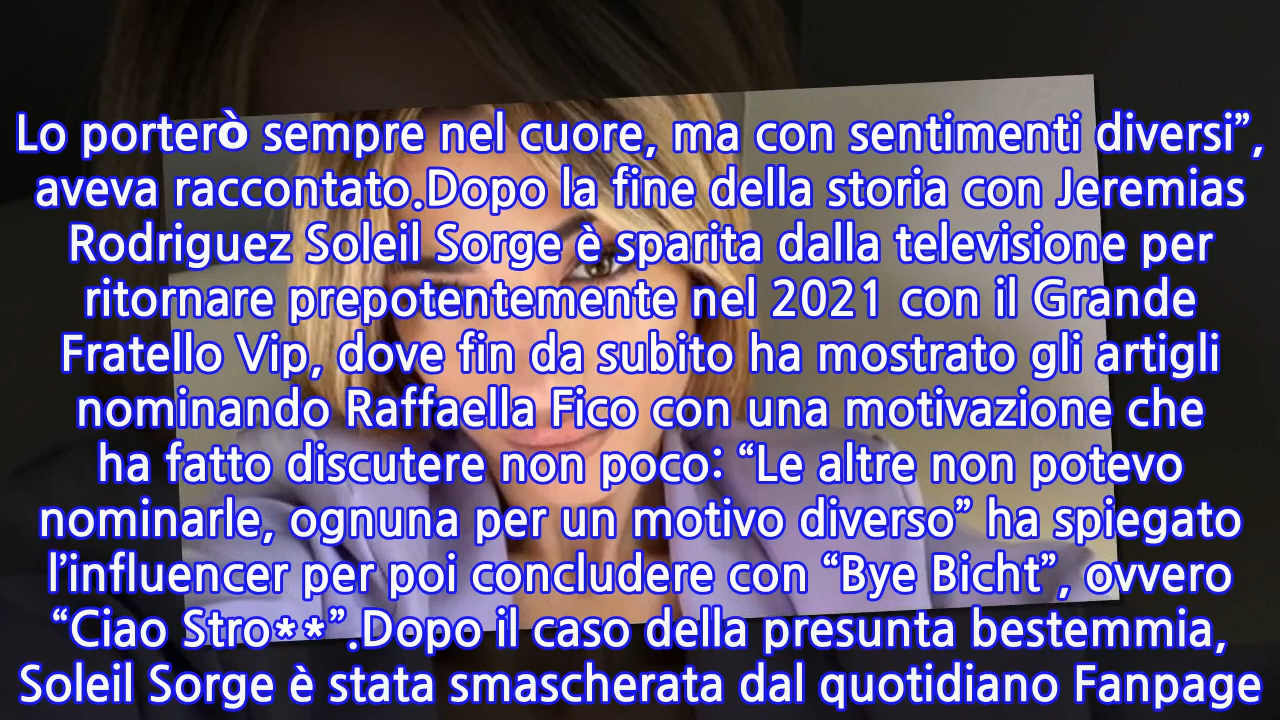 Lo porterò sempre nel cuore, ma con sentimenti diversi”,
aveva raccontato.Dopo la fine della storia con Jeremias
Rodriguez Soleil Sorge è sparita dalla televisione per
ritornare prepotentemente nel 2021 con il Grande
Fratello Vip, dove fin da subito ha mostrato gli artigli
nominando Raffaella Fico con una motivazione che
ha fatto discutere non poco: “Le altre non potevo
nominarle, ognuna per un motivo diverso” ha spiegato
l’influencer per poi concludere con “Bye Bicht”, ovvero
“Ciao Stro**”.Dopo il caso della presunta bestemmia,
Soleil Sorge è stata smascherata dal quotidiano Fanpage